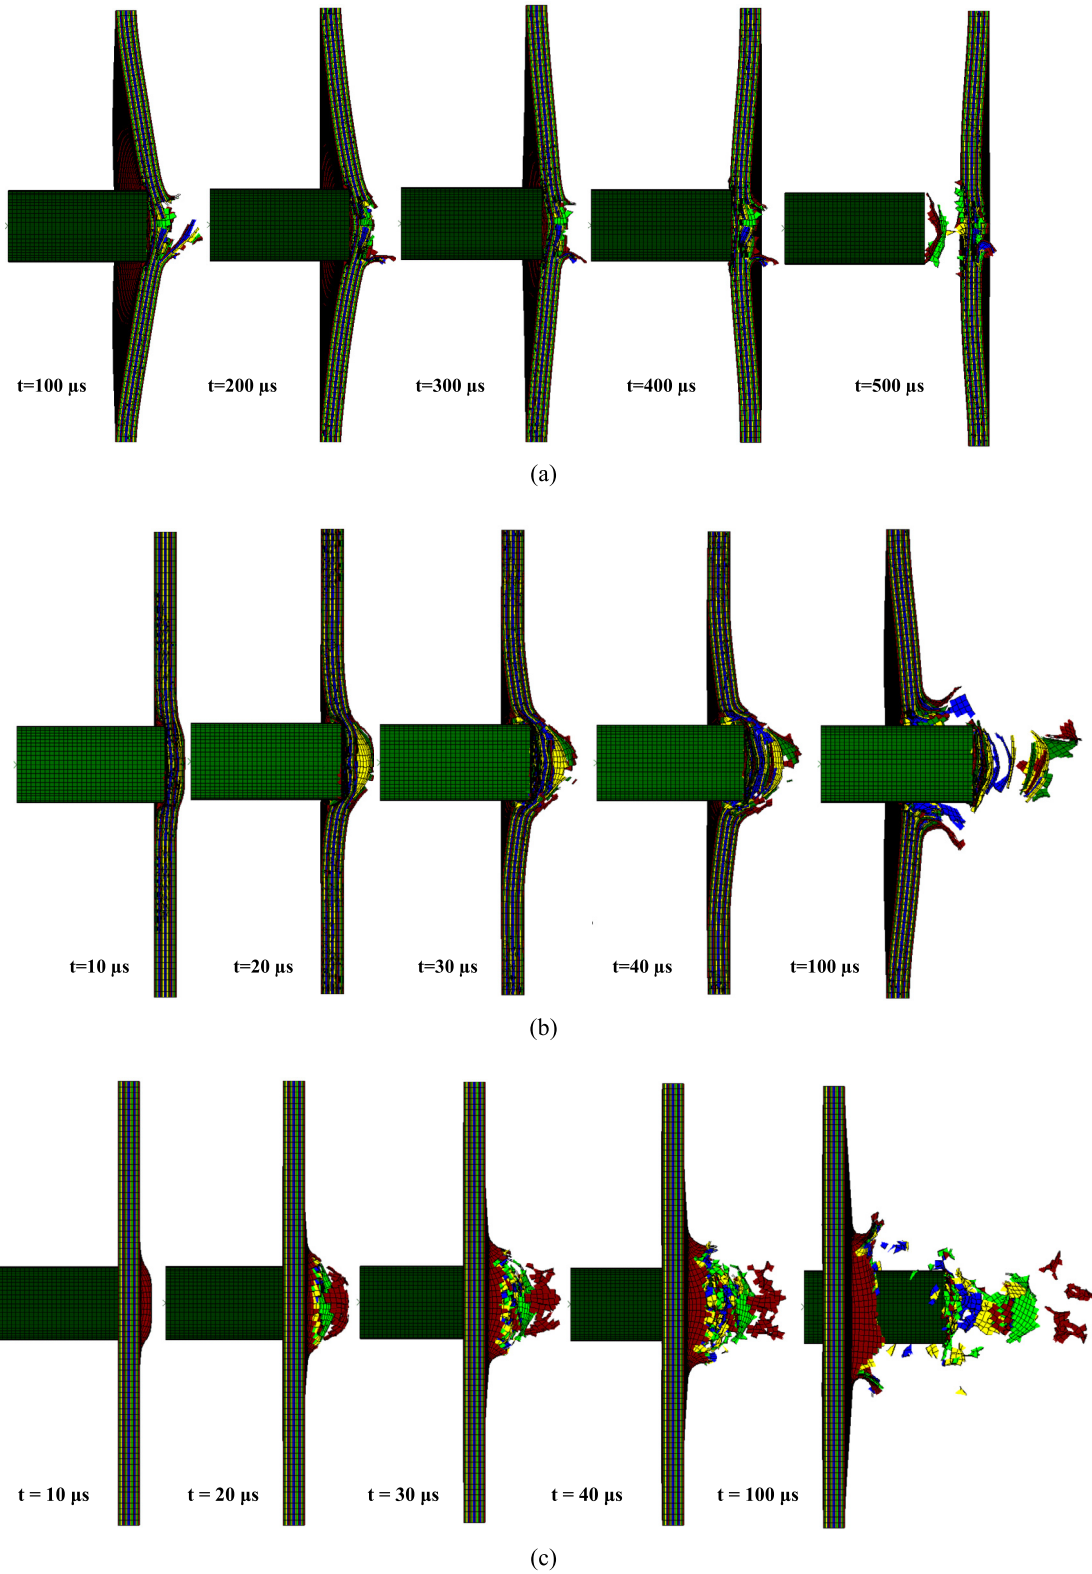 t=100 µs t=200 µs t=300 µs t=400 µs t=500 µs
(a)
t=10 µs t=20 µs t=30 µs t=40 µs t=100 µs
(b)
t = 10 µs t = 20 µs t = 30 µs t = 40 µs t = 100 µs
(c)